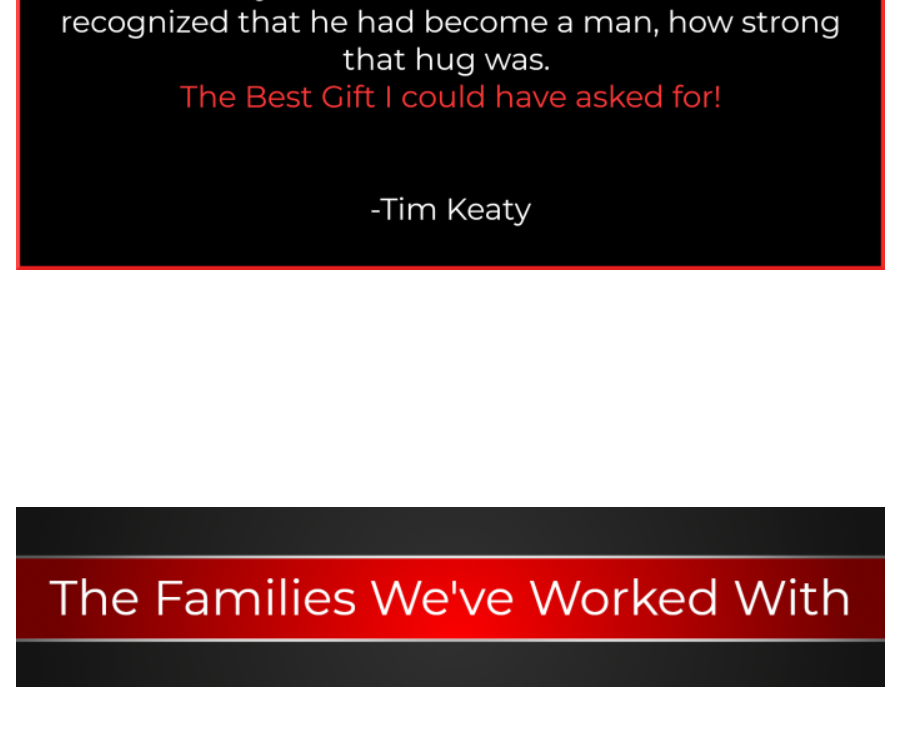 recognized that he had become a man, how strong
that hug was.
The Best Gift I could have asked for!
-Tim Keaty
The Families We've Worked With